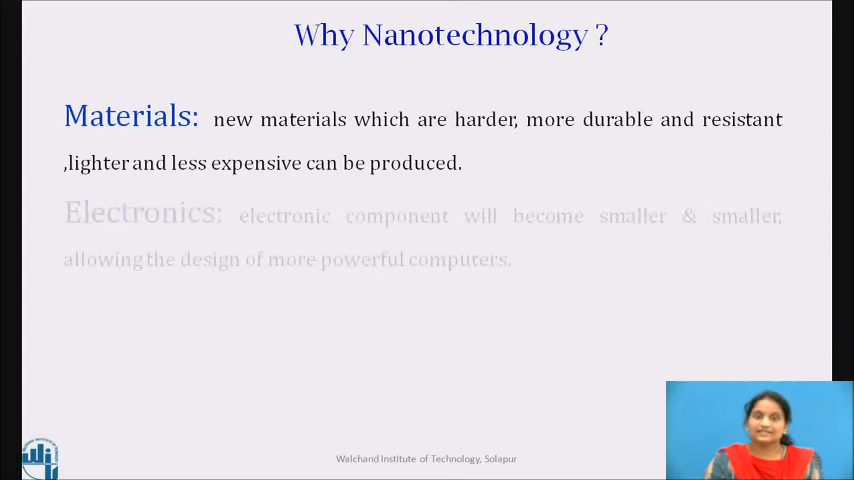 Why Nanotechnology ?
Materials: new materials which are harder, more durable and resistant
,lighter and less expensive can be produced.
Electronics: electronic component will become smaller & smaller,
allowing the design of more powerful computers.
Walchand Institute of Technology, Solapur